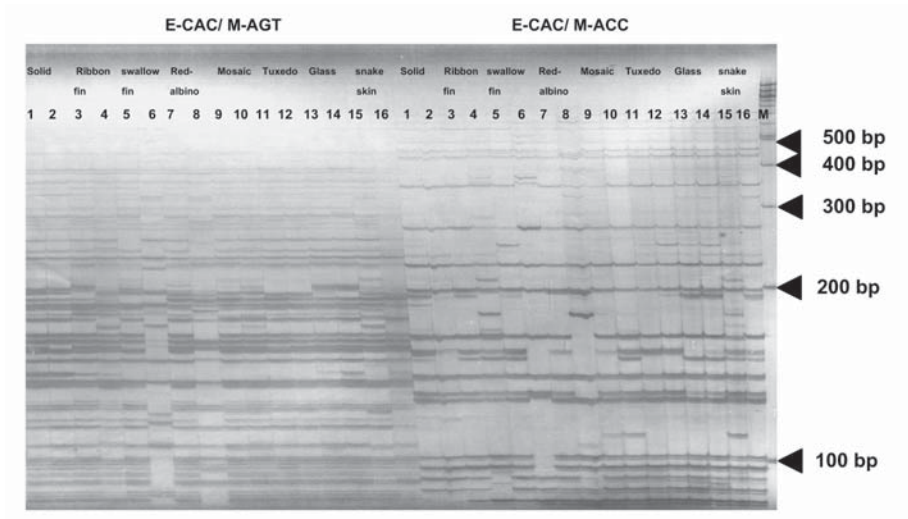 E-CAC/ M-AGT E-CAC/ M-ACC
Solid Ribbon swallow Red- Mosaic Tuxedo Glass snake Solid Ribbon swallow Red- Mosaic Tuxedo Glass snake
fin fin albino skin fin fin albino skin
1 2 3 4 5 6 7 8 9 10 11 12 13 14 15 16 1 2 3 4 5 6 7 8 9 10 11 12 13 14 15 16 M
500 bp
400 bp
300 bp
200 bp
100 bp